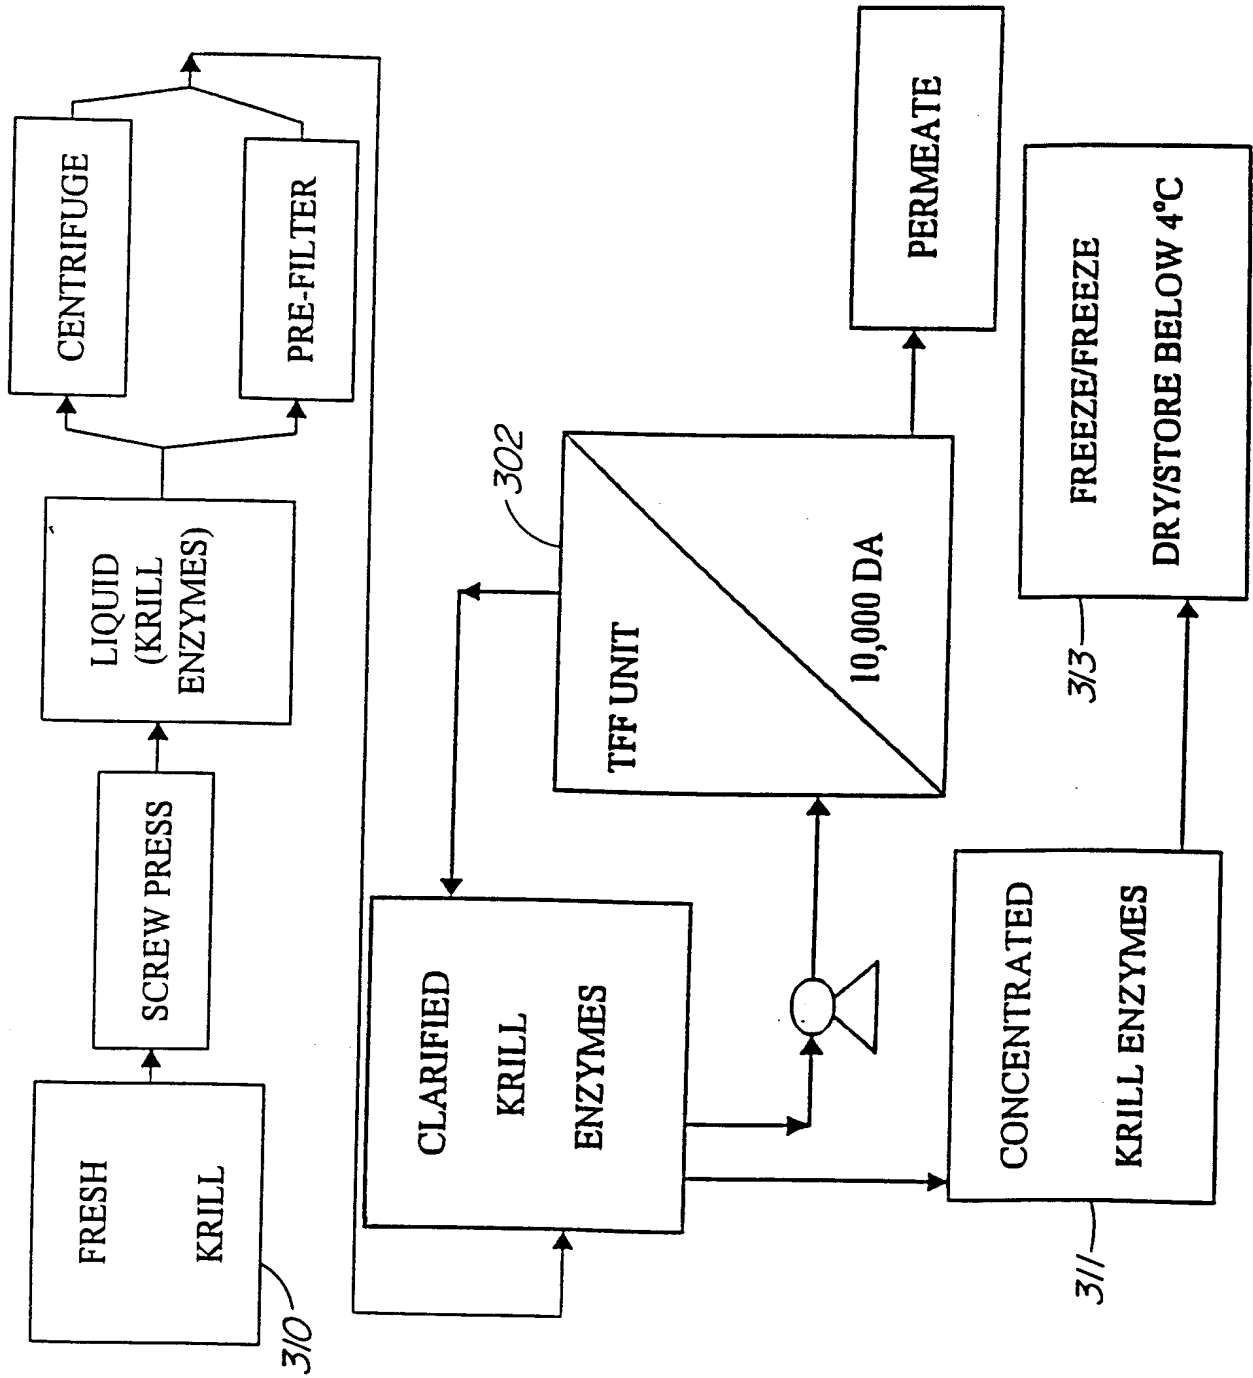 FRESH
KRILL
310
SCREW PRESS
LIQUID
(KRILL
ENZYMES)
CENTRIFUGE
PRE-FILTER
CLARIFIED
KRILL
ENZYMES
TFF UNIT
10,000 DA
302
PERMEATE
CONCENTRATED
KRILL ENZYMES
311
FREEZE/FREEZE
DRY/STORE BELOW 4°C
313